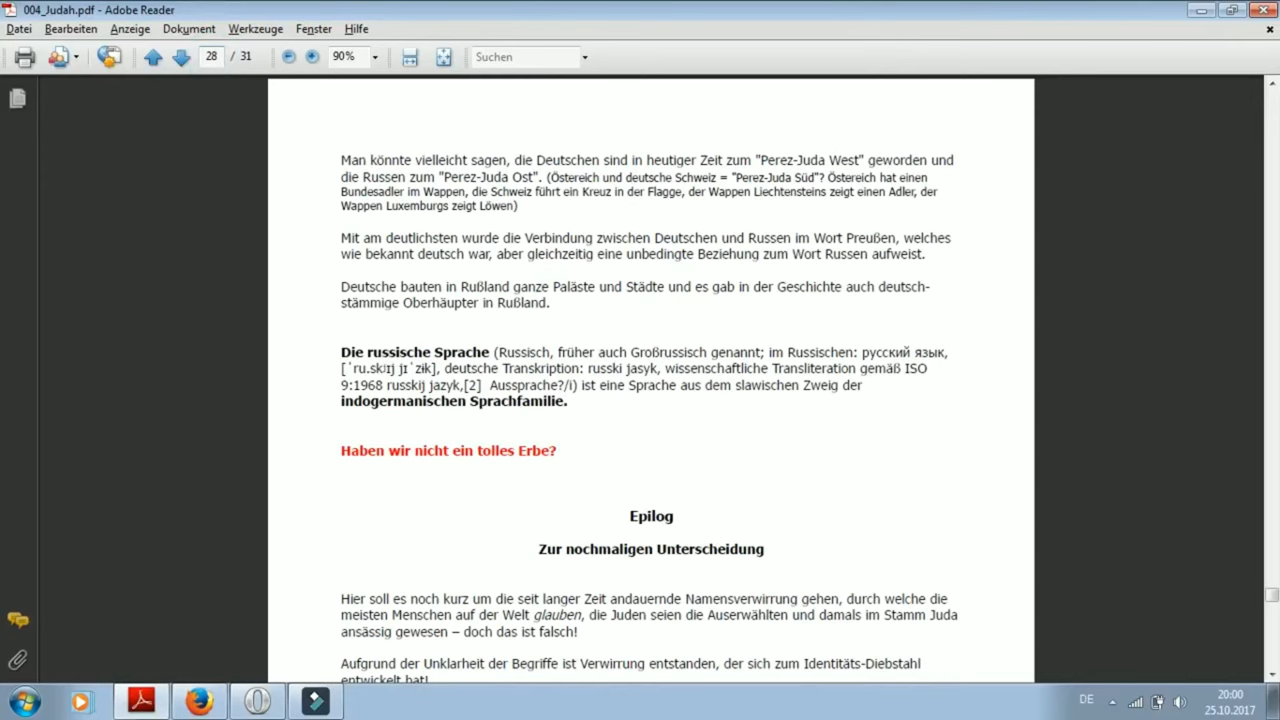 004_Judah.pdf - Adobe Reader
Datei Bearbeiten Anzeige Dokument Werkzeuge Fenster Hilfe
28 / 31 90% Suchen
Man könnte vielleicht sagen, die Deutschen sind in heutiger Zeit zum "Perez-Juda West" geworden und
die Russen zum "Perez-Juda Ost". (Östereich und deutsche Schweiz = "Perez-Juda Süd"? Östereich hat einen
Bundesadler im Wappen, die Schweiz führt ein Kreuz in der Flagge, der Wappen Liechtensteins zeigt einen Adler, der
Wappen Luxemburgs zeigt Löwen)
Mit am deutlichsten wurde die Verbindung zwischen Deutschen und Russen im Wort Preußen, welches
wie bekannt deutsch war, aber gleichzeitig eine unbedingte Beziehung zum Wort Russen aufweist.
Deutsche bauten in Rußland ganze Paläste und Städte und es gab in der Geschichte auch deutsch-
stämmige Oberhäupter in Rußland.
Die russische Sprache (Russisch, früher auch Großrussisch genannt; im Russischen: русский язык,
[ˈru.skʲɪj jɪˈzɨk], deutsche Transkription: russki jasyk, wissenschaftliche Transliteration gemäß ISO
9:1968 russkij jazyk,[2] Aussprache?/i) ist eine Sprache aus dem slawischen Zweig der
indogermanischen Sprachfamilie.
Haben wir nicht ein tolles Erbe?
Epilog
Zur nochmaligen Unterscheidung
Hier soll es noch kurz um die seit langer Zeit andauernde Namensverwirrung gehen, durch welche die
meisten Menschen auf der Welt glauben, die Juden seien die Auserwählten und damals im Stamm Juda
ansässig gewesen – doch das ist falsch!
Aufgrund der Unklarheit der Begriffe ist Verwirrung entstanden, der sich zum Identitäts-Diebstahl
entwickelt hat!
DE 20:00
25.10.2017